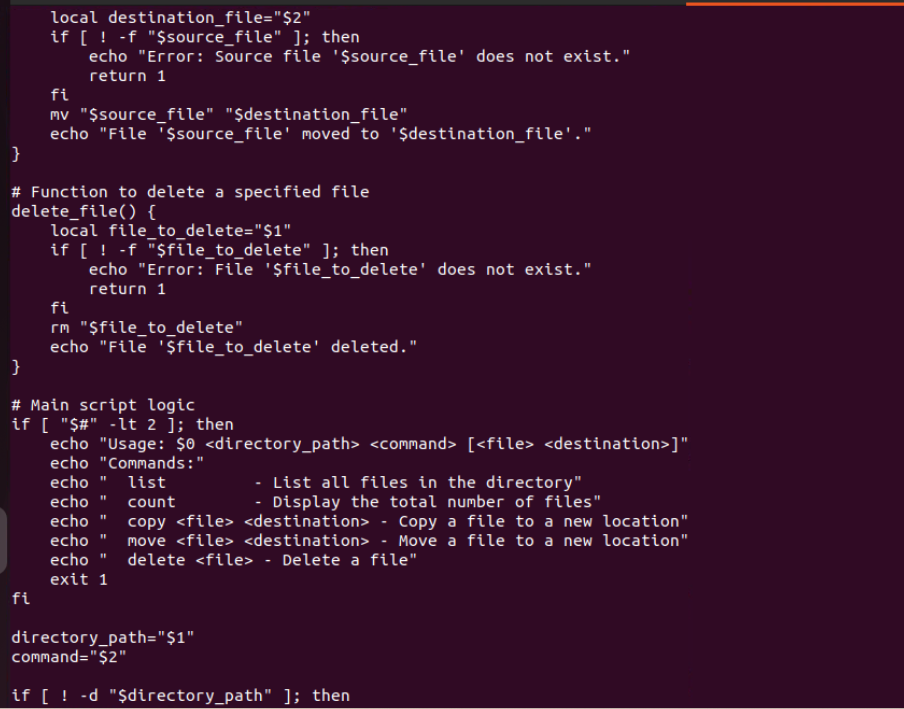 local destination_file="$2"
    if [ ! -f "$source_file" ]; then
        echo "Error: Source file '$source_file' does not exist."
        return 1
    fi
    mv "$source_file" "$destination_file"
    echo "File '$source_file' moved to '$destination_file'."
}

# Function to delete a specified file
delete_file() {
    local file_to_delete="$1"
    if [ ! -f "$file_to_delete" ]; then
        echo "Error: File '$file_to_delete' does not exist."
        return 1
    fi
    rm "$file_to_delete"
    echo "File '$file_to_delete' deleted."
}

# Main script logic
if [ "$#" -lt 2 ]; then
    echo "Usage: $0 <directory_path> <command> [<file> <destination>]"
    echo "Commands:"
    echo "  list         - List all files in the directory"
    echo "  count        - Display the total number of files"
    echo "  copy <file> <destination> - Copy a file to a new location"
    echo "  move <file> <destination> - Move a file to a new location"
    echo "  delete <file> - Delete a file"
    exit 1
fi

directory_path="$1"
command="$2"

if [ ! -d "$directory_path" ]; then